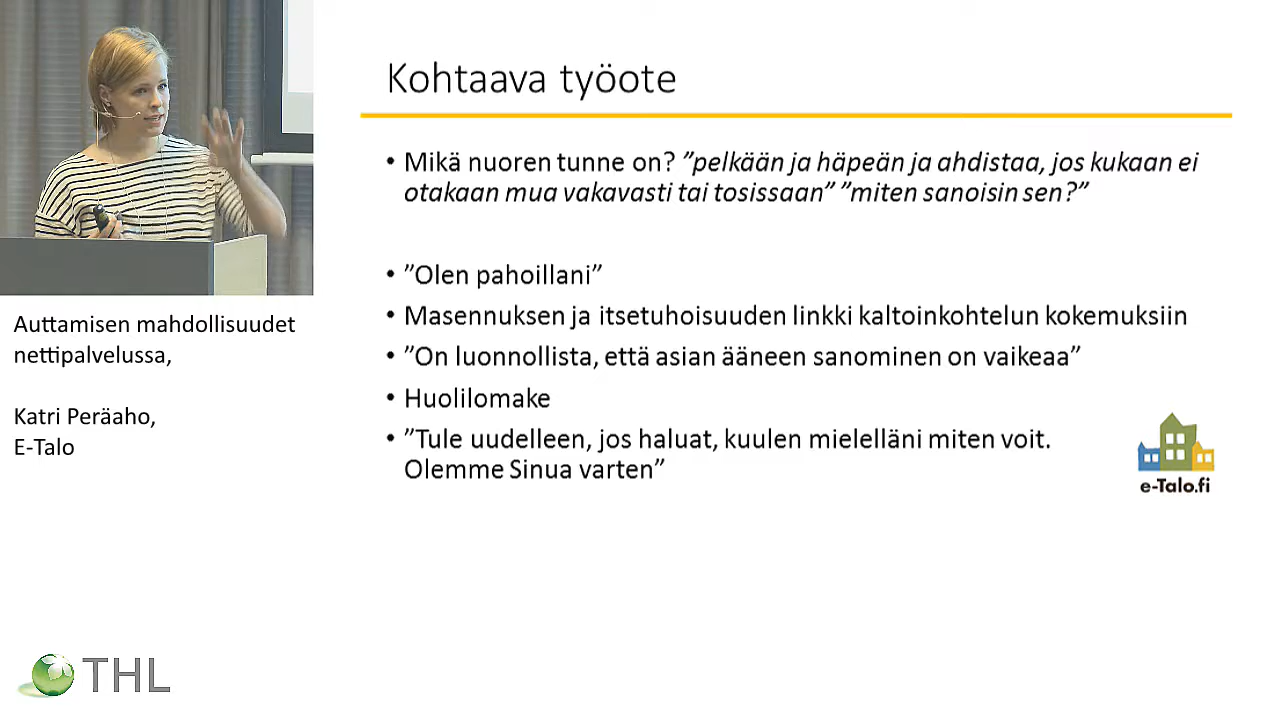 Kohtaava työote
• Mikä nuoren tunne on? ”pelkään ja häpeän ja ahdistaa, jos kukaan ei
otakaan mua vakavasti tai tosissaan” ”miten sanoisin sen?”
• ”Olen pahoillani”
• Masennuksen ja itsetuhoisuuden linkki kaltoinkohtelun kokemuksiin
• ”On luonnollista, että asian ääneen sanominen on vaikeaa”
• Huolilomake
• ”Tule uudelleen, jos haluat, kuulen mielelläni miten voit.
Olemme Sinua varten”
e-Talo.fi
Auttamisen mahdollisuudet
nettipalvelussa,
Katri Peräaho,
E-Talo
THL